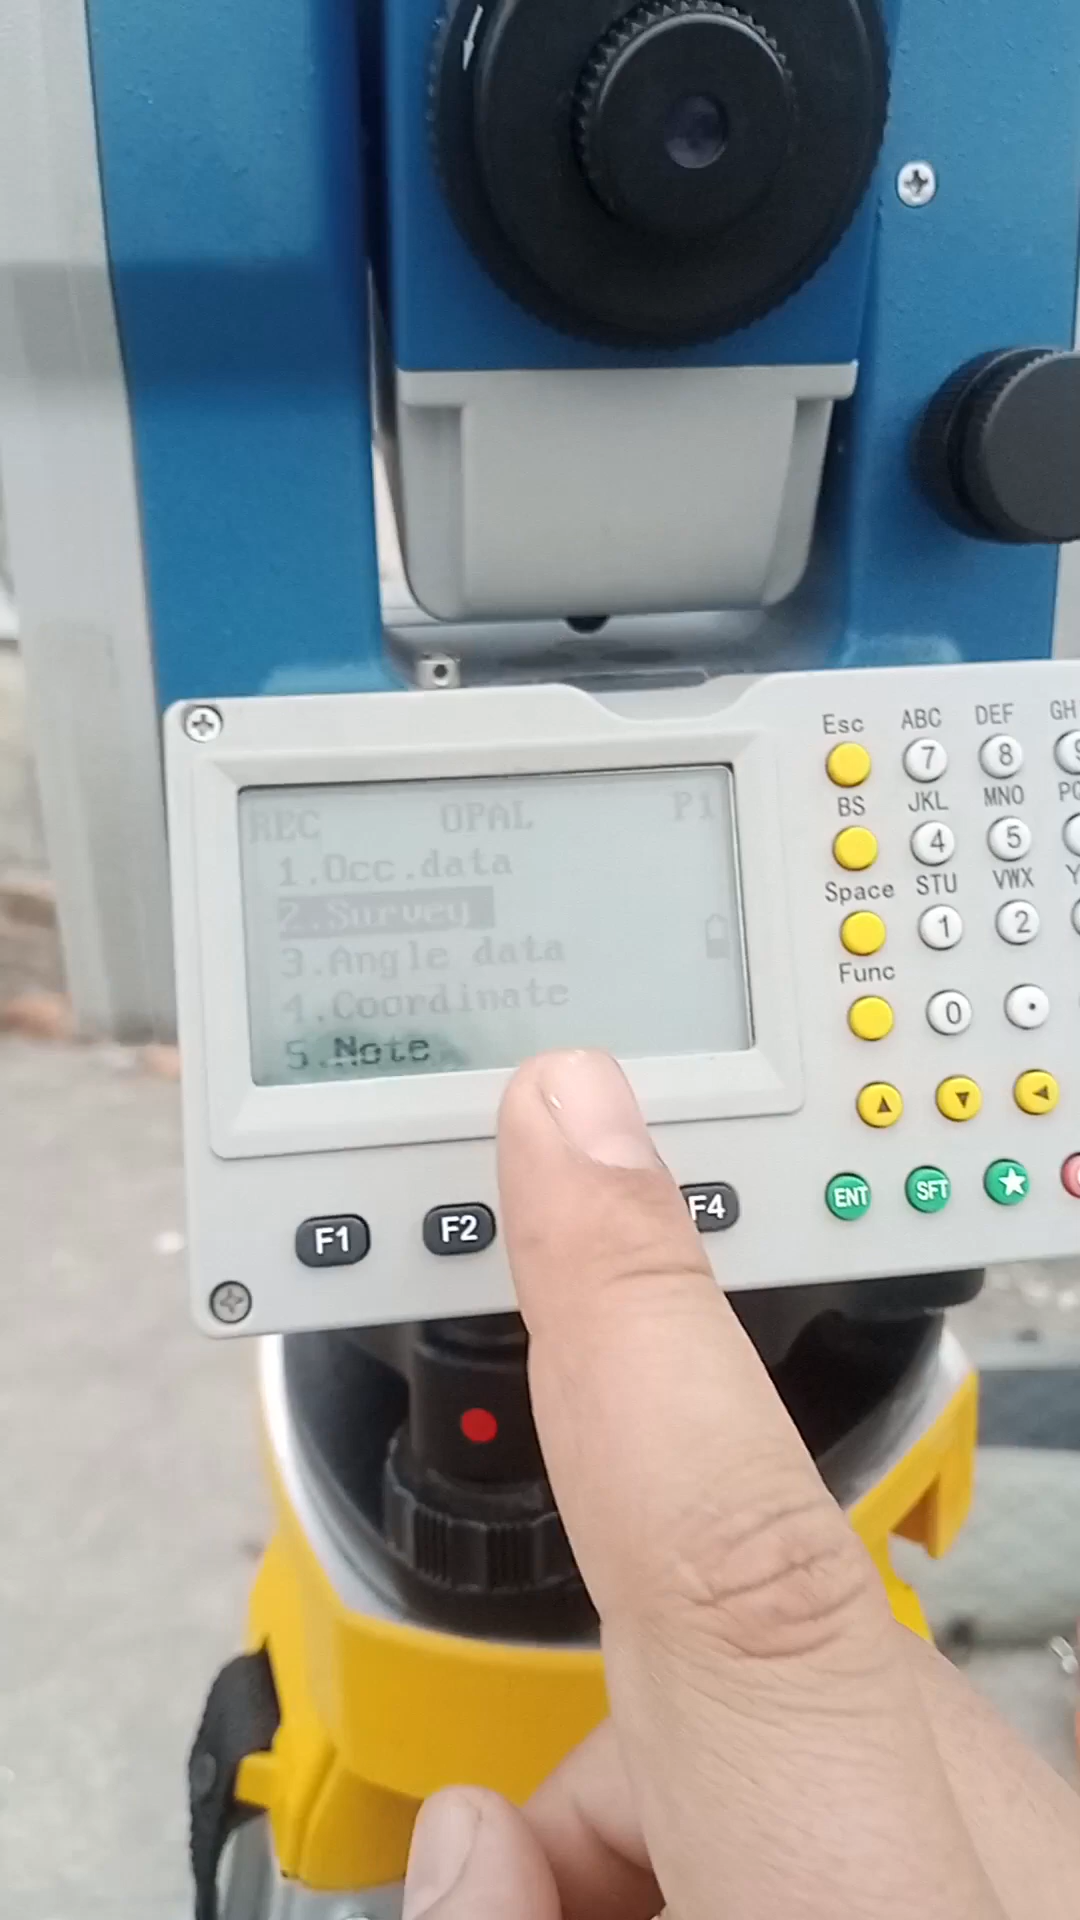 REC OPAL P1
1.Occ.data
2.Survey
3.Angle data
4.Coordinate
5.Note
Esc ABC DEF GH
7 8 9
BS JKL MNO PQ
4 5
Space STU VWX Y
1 2
Func
0 .
ENT SFT
F1 F2 F4